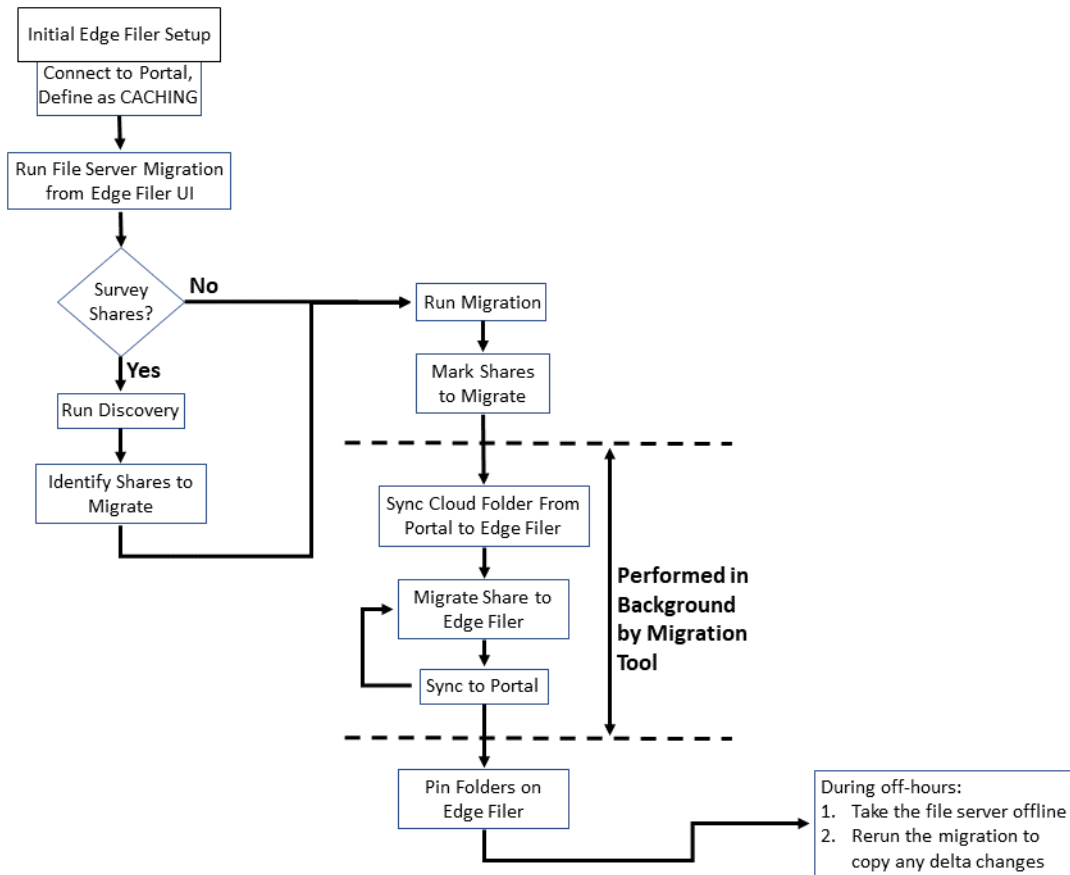 Initial Edge Filer Setup
Connect to Portal,
Define as CACHING
Run File Server Migration
from Edge Filer UI
Survey
Shares?
No
Yes
Run Discovery
Identify Shares to
Migrate
Run Migration
Mark Shares
to Migrate
Sync Cloud Folder From
Portal to Edge Filer
Migrate Share to
Edge Filer
Sync to Portal
Performed in
Background
by Migration
Tool
Pin Folders on
Edge Filer
During off-hours:
1. Take the file server offline
2. Rerun the migration to
copy any delta changes